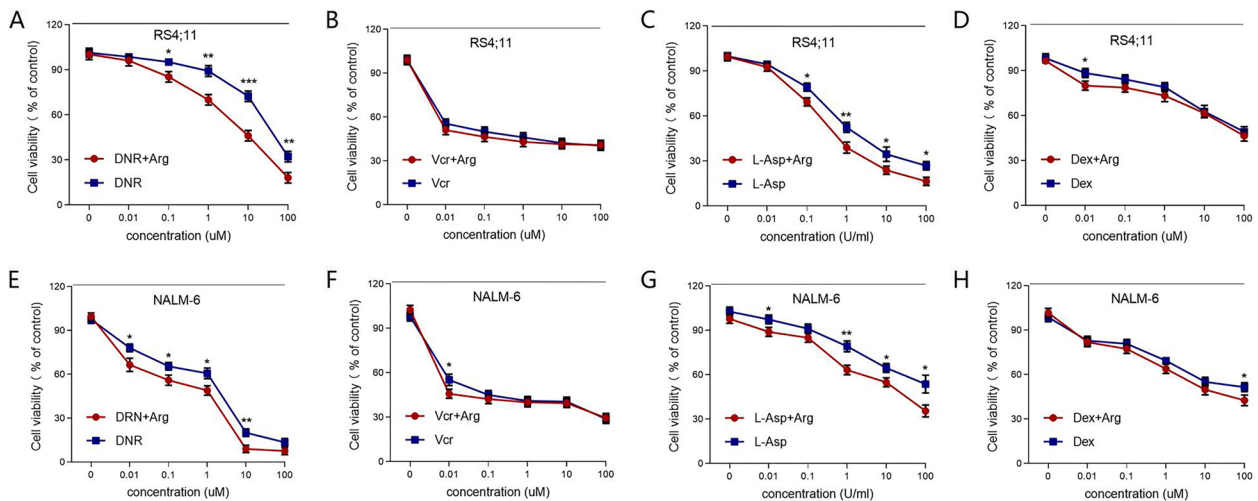 A
RS4;11
Cell viability ( % of control)
120
90
60
30
0
*
**
***
**
DNR+Arg
DNR
0
0.01
0.1
1
10
100
concentration (uM)
B
RS4;11
Cell viability ( % of control)
120
90
60
30
0
Vcr+Arg
Vcr
0
0.01
0.1
1
10
100
concentration (uM)
C
RS4;11
Cell viability ( % of control)
120
90
60
30
0
*
**
*
*
L-Asp+Arg
L-Asp
0
0.01
0.1
1
10
100
concentration (U/ml)
D
RS4;11
Cell viability ( % of control)
120
90
60
30
0
*
Dex+Arg
Dex
0
0.01
0.1
1
10
100
concentration (uM)
E
NALM-6
Cell viability ( % of control)
120
90
60
30
0
*
*
*
**
DRN+Arg
DNR
0
0.01
0.1
1
10
100
concentration (uM)
F
NALM-6
Cell viability ( % of control)
120
90
60
30
0
*
Vcr+Arg
Vcr
0
0.01
0.1
1
10
100
concentration (uM)
G
NALM-6
Cell viability ( % of control)
120
90
60
30
0
*
**
*
*
L-Asp+Arg
L-Asp
0
0.01
0.1
1
10
100
concentration (U/ml)
H
NALM-6
Cell viability ( % of control)
120
90
60
30
0
*
Dex+Arg
Dex
0
0.01
0.1
1
10
100
concentration (uM)